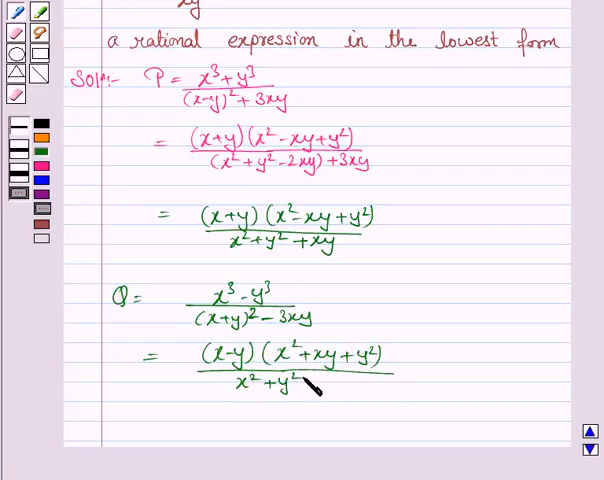 xy
a rational expression in the lowest form
Solⁿ:- P = x³+y³ / (x-y)² + 3xy
= (x+y)(x² -xy+y²) / (x² + y² - 2xy) + 3xy
= (x+y) (x²-xy+y²) / x²+y² +xy
Q = x³ - y³ / (x+y)² - 3xy
= (x-y) (x²+xy+y²) / x² + y²